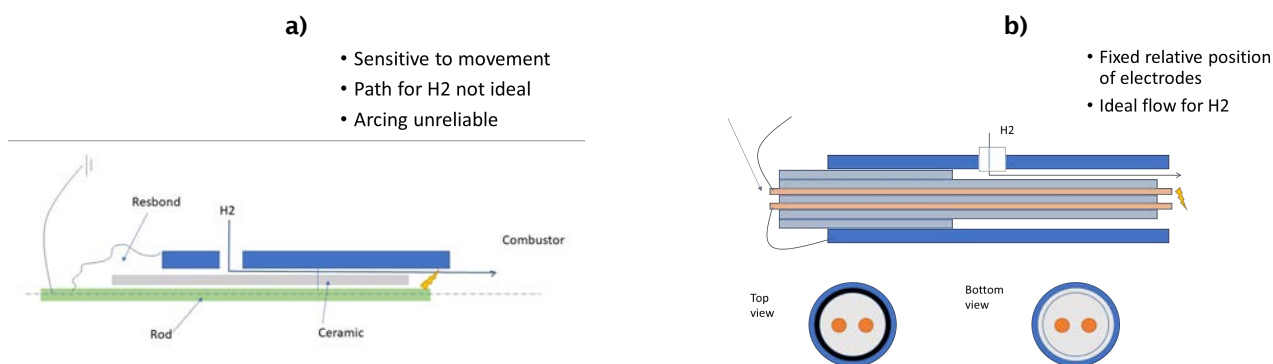 a)
• Sensitive to movement
• Path for H2 not ideal
• Arcing unreliable
Resbond
H2
Combustor
Rod
Ceramic
b)
• Fixed relative position
of electrodes
• Ideal flow for H2
H2
Top
view
Bottom
view